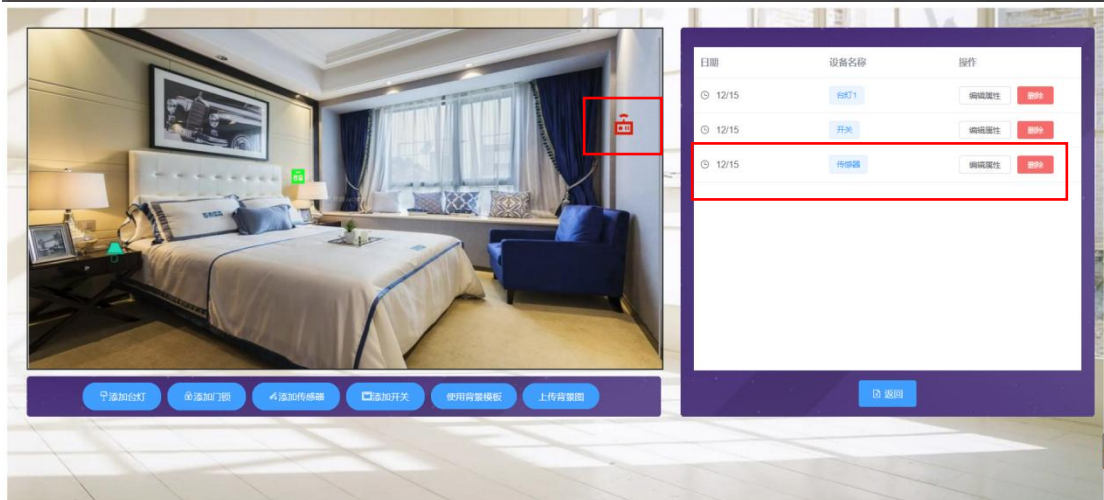 日期 设备名称 操作
12/15 台灯1 编辑属性 删除
12/15 开关 编辑属性 删除
12/15 传感器 编辑属性 删除
添加台灯 添加门锁 添加传感器 添加开关 使用背景模板 上传背景图
返回